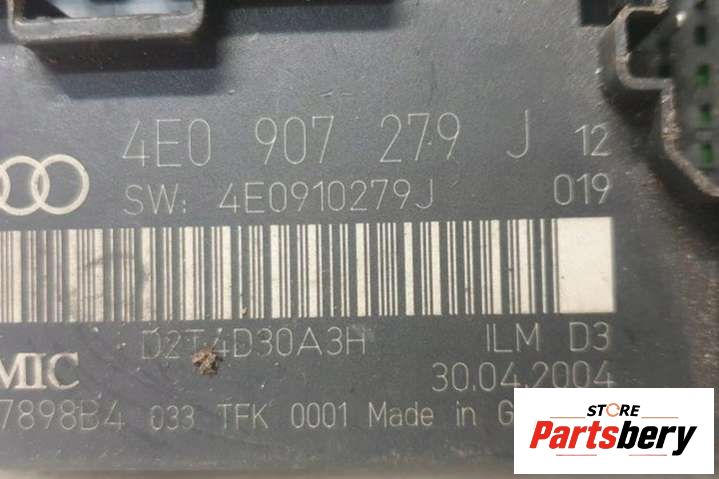 4E0 907 279 J 12
SW: 4E0910279J 019
D2T4D30A3H ILM D3
MIC 30.04.2004
7898B4 033 TFK 0001 Made in G
STORE
Partsbery